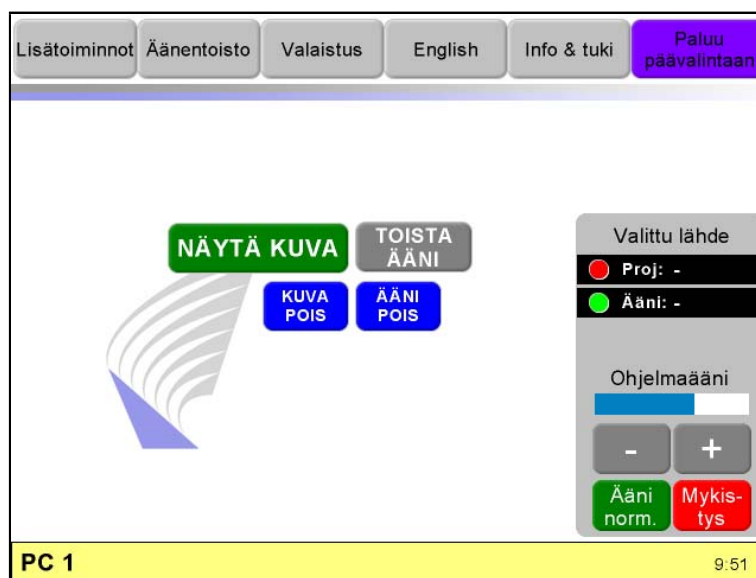 Lisätoiminnot
Äänentoisto
Valaistus
English
Info & tuki
Paluu
päävalintaan
NÄYTÄ KUVA
TOISTA
ÄÄNI
KUVA
POIS
ÄÄNI
POIS
Valittu lähde
Proj: -
Ääni: -
Ohjelmaääni
- +
Ääni
norm.
Mykis-
tys
PC 1
9:51